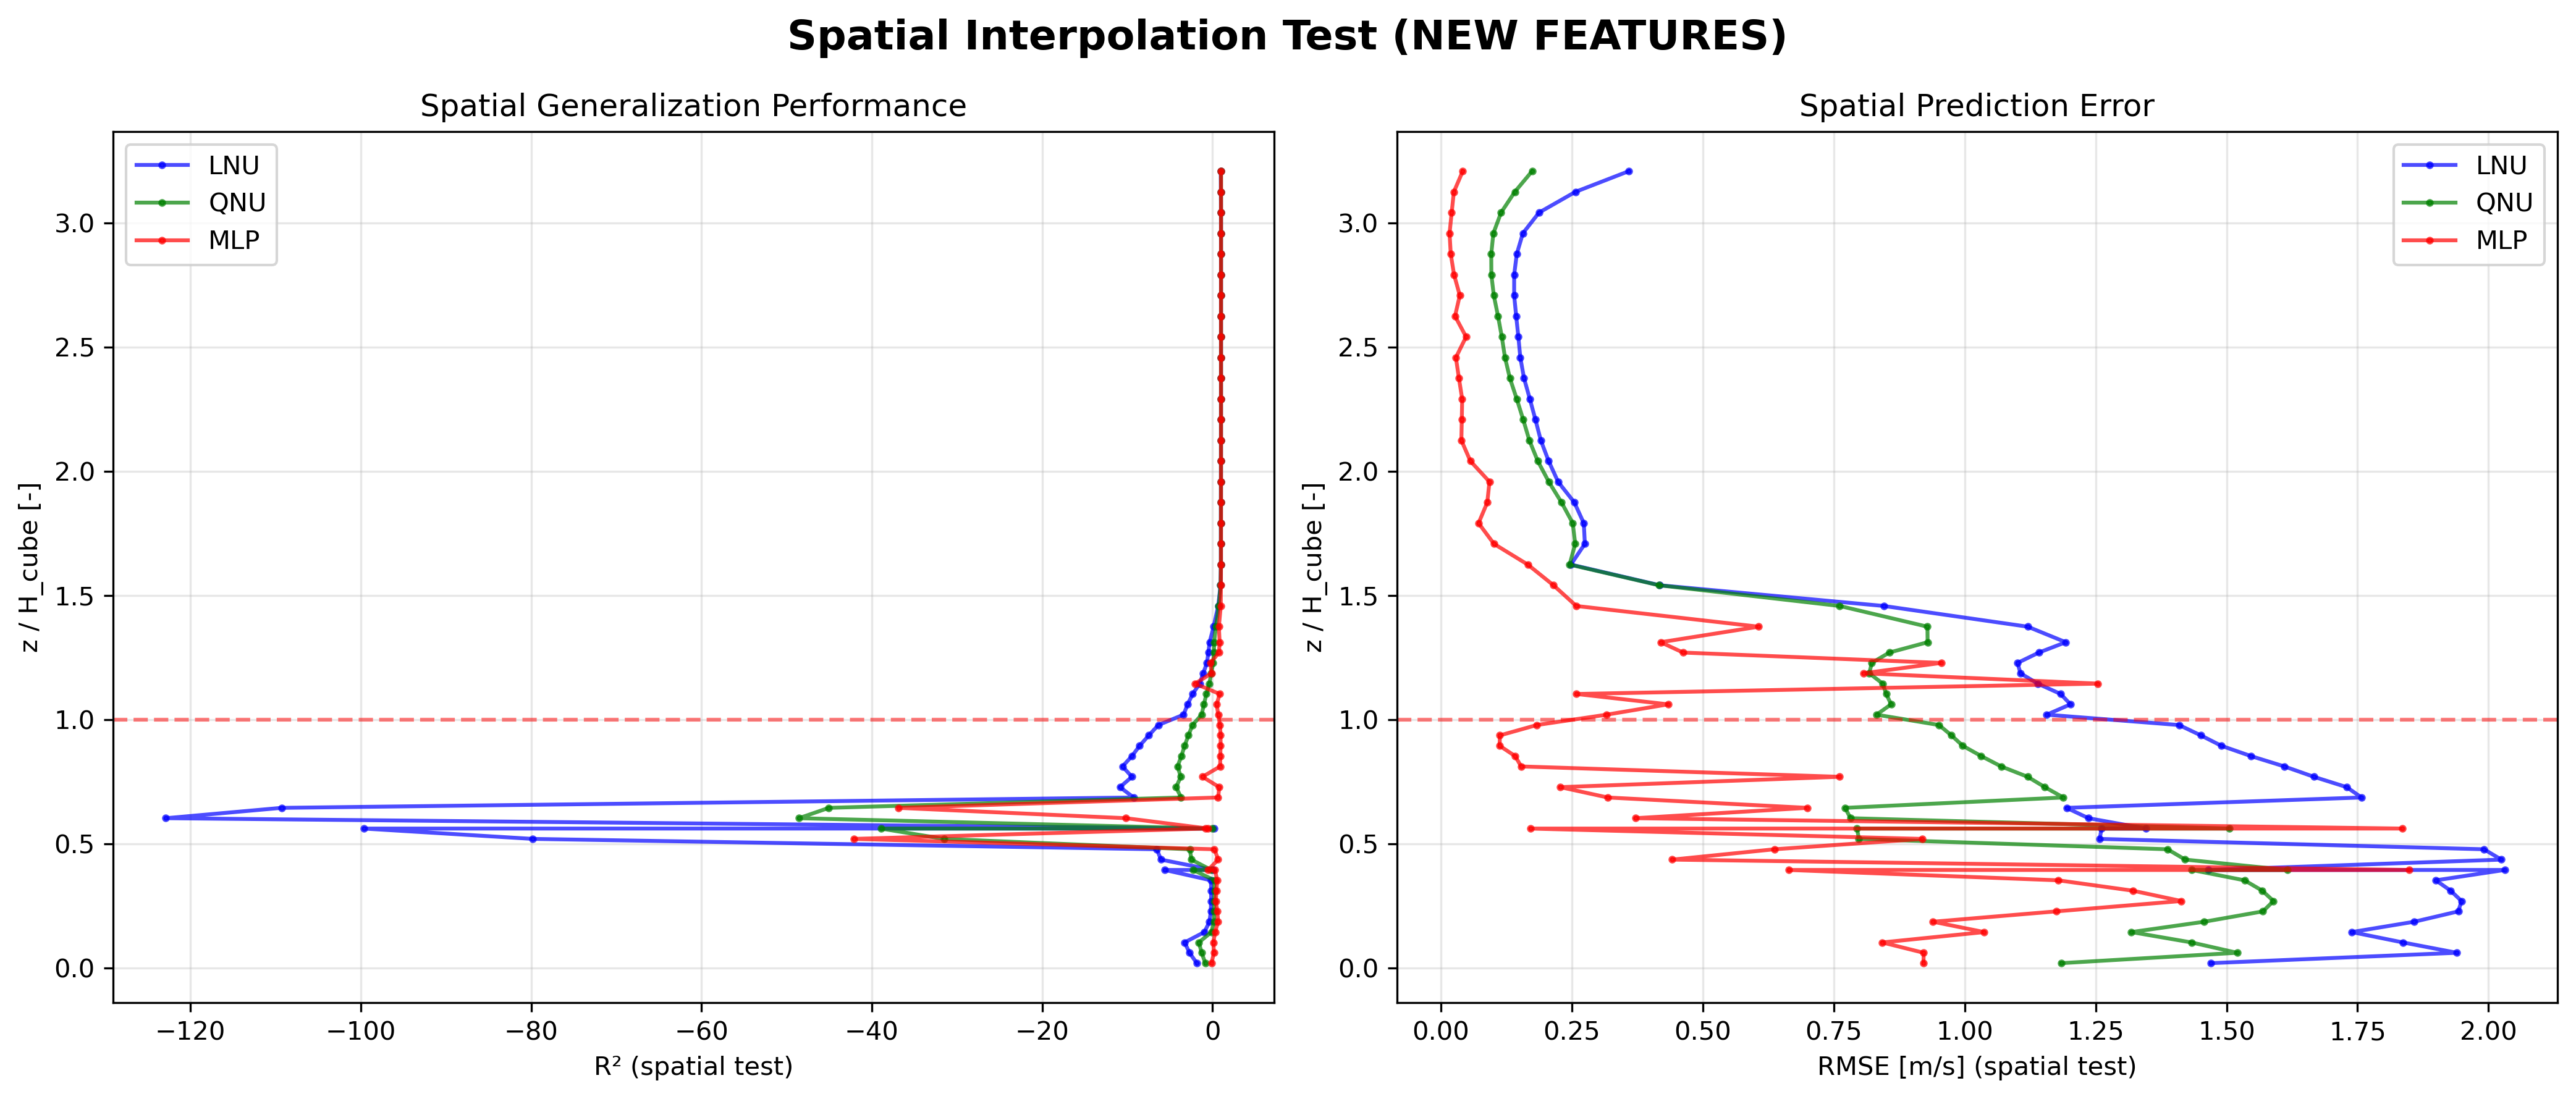 Spatial Interpolation Test (NEW FEATURES)
Spatial Generalization Performance
LNU
QNU
MLP
3.0
2.5
2.0
1.5
1.0
0.5
0.0
z / H_cube [-]
−120
−100
−80
−60
−40
−20
0
R² (spatial test)
Spatial Prediction Error
LNU
QNU
MLP
3.0
2.5
2.0
1.5
1.0
0.5
0.0
z / H_cube [-]
0.00
0.25
0.50
0.75
1.00
1.25
1.50
1.75
2.00
RMSE [m/s] (spatial test)